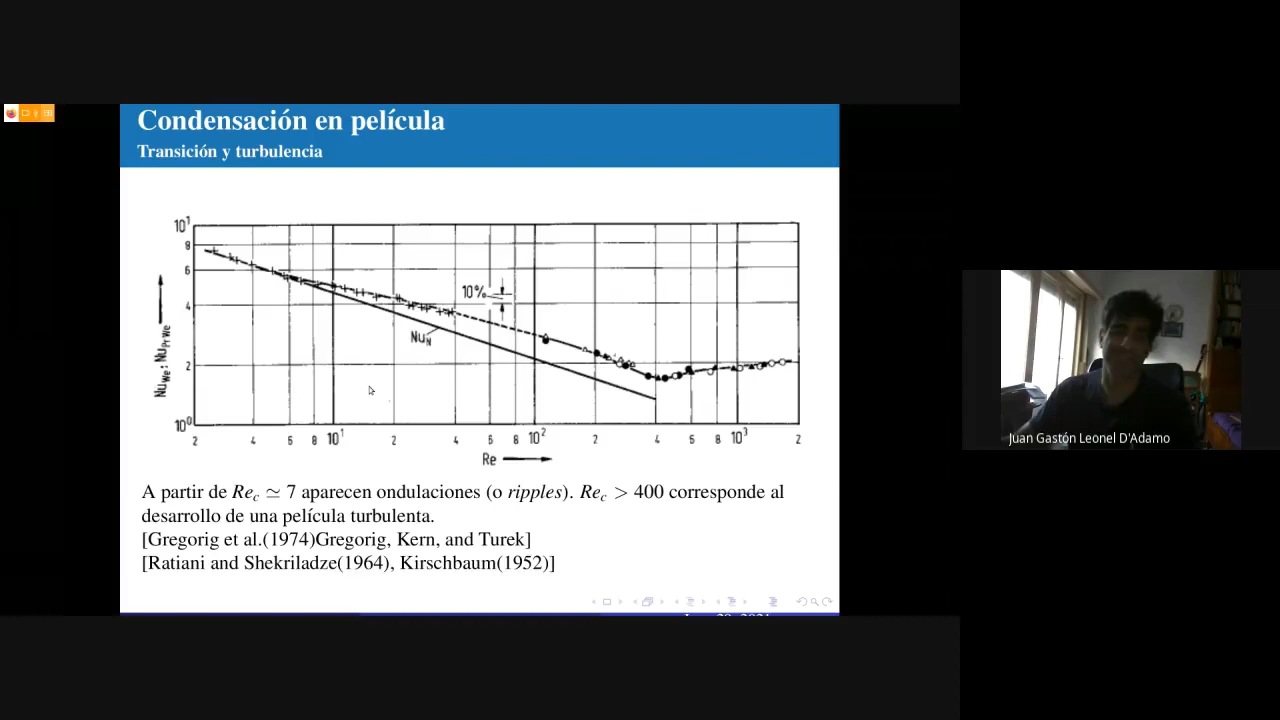 Condensación en película
Transición y turbulencia
10¹
8
6
4
2
10⁰
Nu_We; Nu_Pr We
10%
Nu_N
2 4 6 8 10¹ 2 4 6 8 10² 2 4 6 8 10³ 2
Re
A partir de Re_c ≃ 7 aparecen ondulaciones (o ripples). Re_c > 400 corresponde al
desarrollo de una película turbulenta.
[Gregorig et al.(1974)Gregorig, Kern, and Turek]
[Ratiani and Shekriladze(1964), Kirschbaum(1952)]
Juan Gastón Leonel D'Adamo